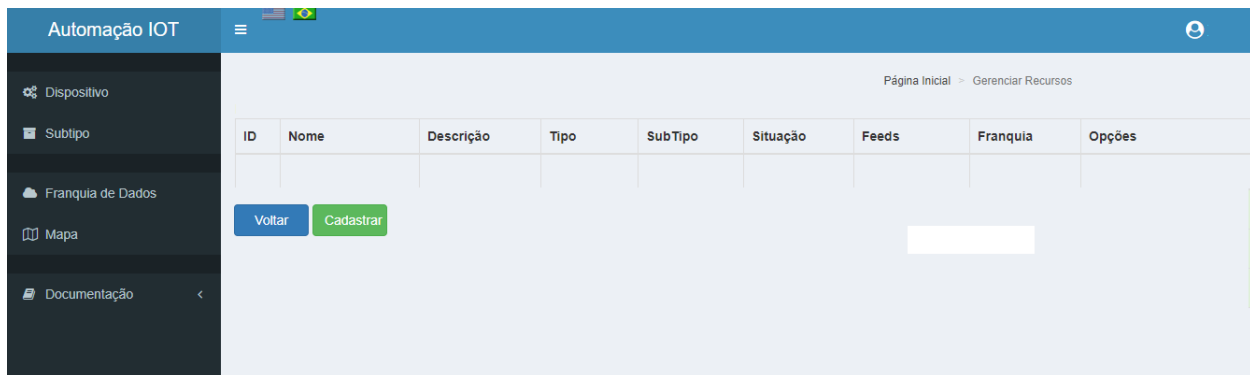 Automação IOT
Página Inicial > Gerenciar Recursos
Dispositivo
Subtipo
Franquia de Dados
Mapa
Documentação
ID Nome Descrição Tipo SubTipo Situação Feeds Franquia Opções
Voltar Cadastrar